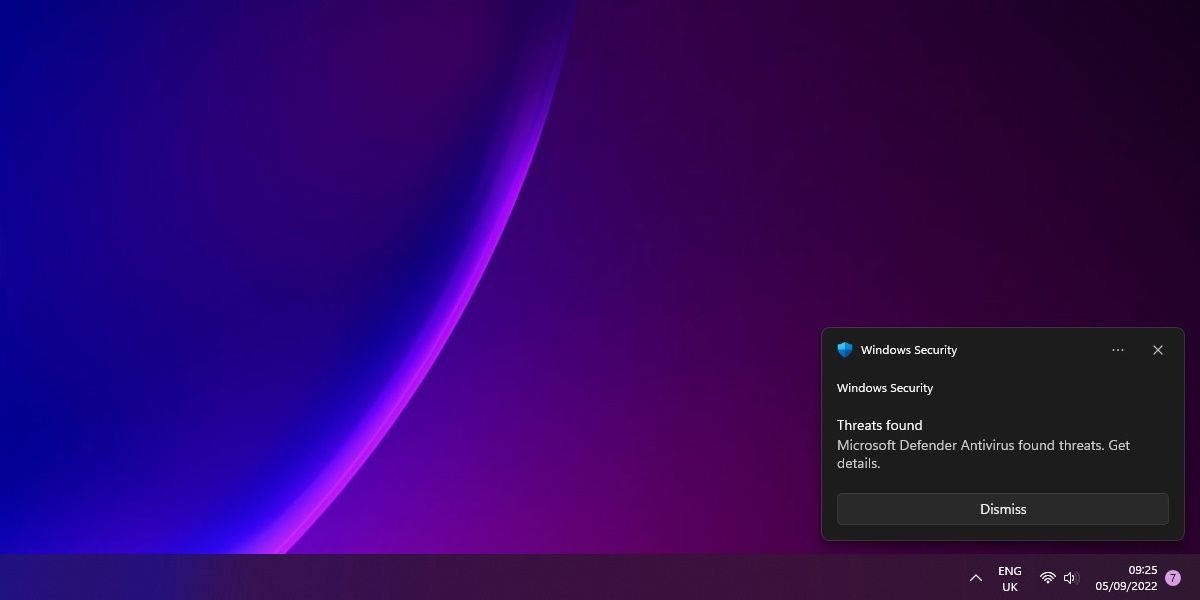 Windows Security
Windows Security
Threats found
Microsoft Defender Antivirus found threats. Get
details.
Dismiss
ENG
UK
09:25
05/09/2022
7